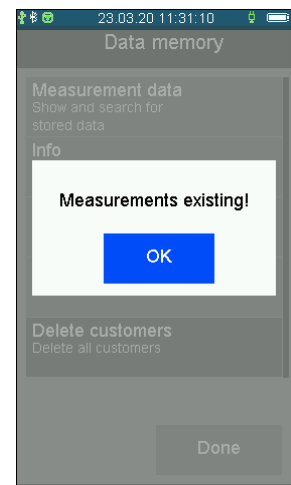 23.03.20 11:31:10
Data memory
Measurement data
Show and search for
stored data
Info
Measurements existing!
OK
Delete customers
Delete all customers
Done